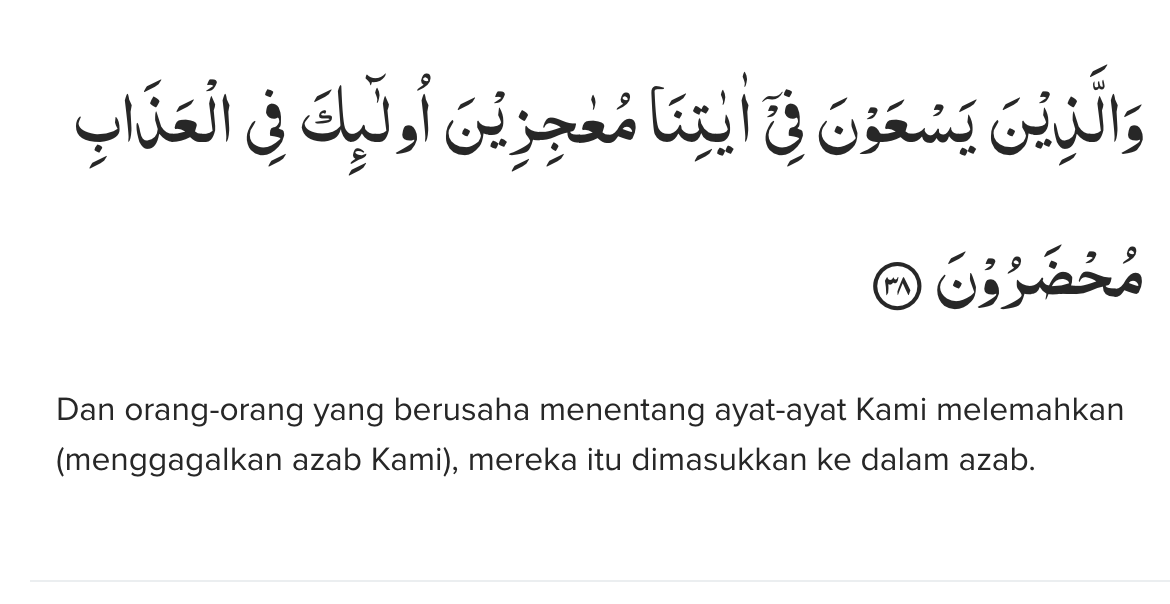 وَالَّذِيْنَ يَسْعَوْنَ فِيْٓ اٰيٰتِنَا مُعٰجِزِيْنَ اُولٰۤىِٕكَ فِى الْعَذَابِ
مُحْضَرُوْنَ ٣٨
Dan orang-orang yang berusaha menentang ayat-ayat Kami melemahkan
(menggagalkan azab Kami), mereka itu dimasukkan ke dalam azab.